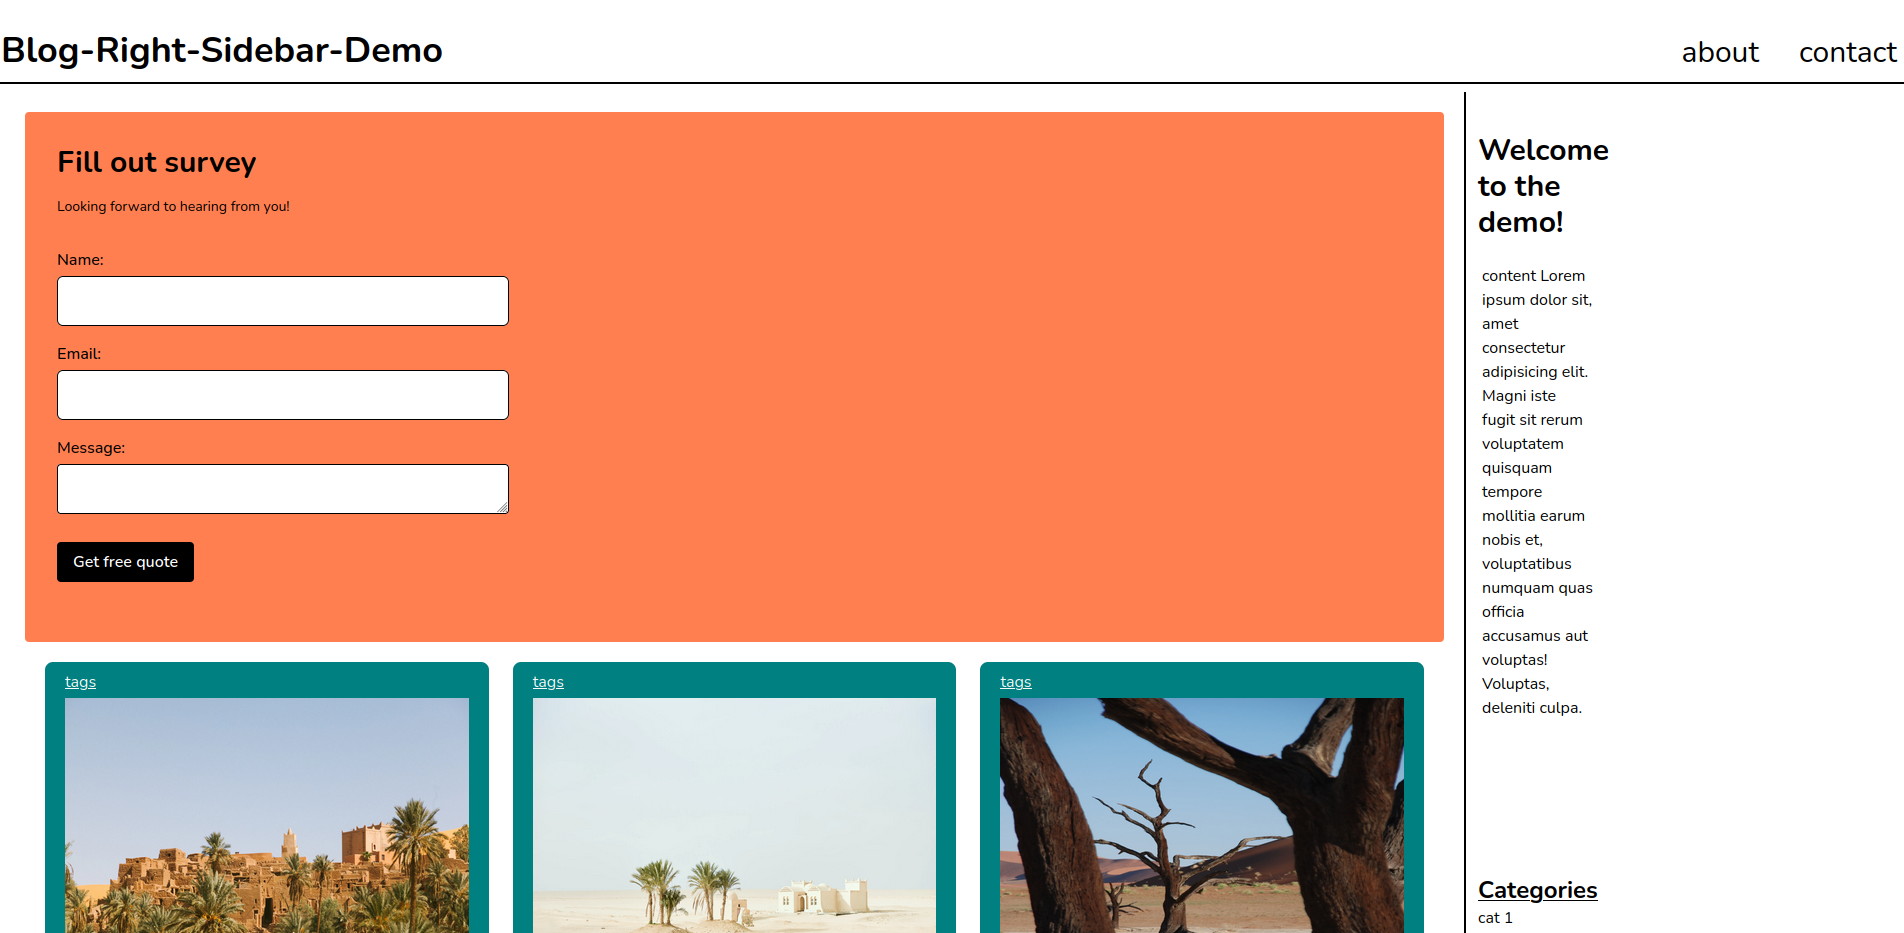 Blog-Right-Sidebar-Demo
about
contact
Fill out survey
Looking forward to hearing from you!
Name:
Email:
Message:
Get free quote
tags
tags
tags
Welcome
to the
demo!
content Lorem
ipsum dolor sit,
amet
consectetur
adipisicing elit.
Magni iste
fugit sit rerum
voluptatem
quisquam
tempore
mollitia earum
nobis et,
voluptatibus
numquam quas
officia
accusamus aut
voluptas!
Voluptas,
deleniti culpa.
Categories
cat 1